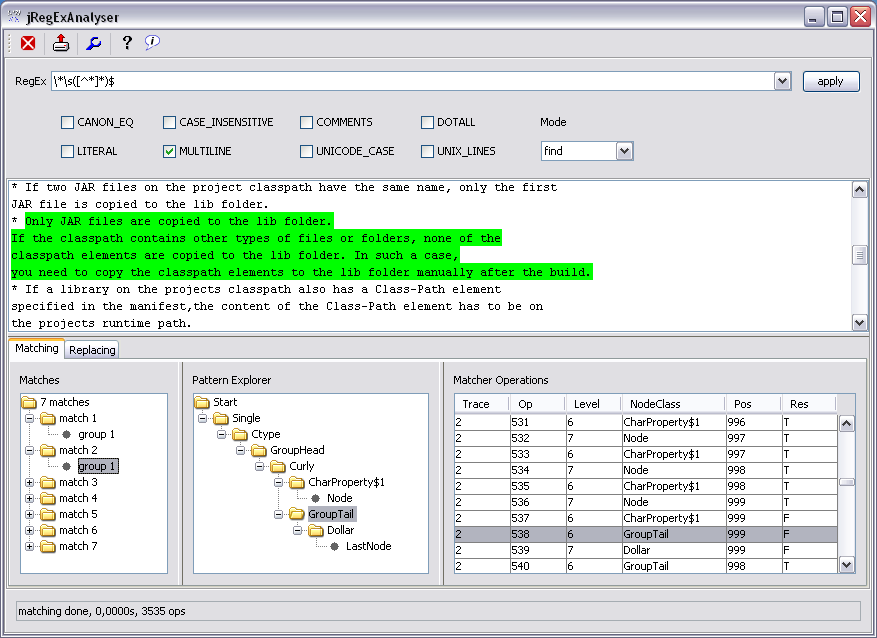 jRegExAnalyser
?
RegEx \*\s([^*]*)$ apply
CANON_EQ CASE_INSENSITIVE COMMENTS DOTALL Mode
LITERAL MULTILINE UNICODE_CASE UNIX_LINES find
* If two JAR files on the project classpath have the same name, only the first
JAR file is copied to the lib folder.
* Only JAR files are copied to the lib folder.
If the classpath contains other types of files or folders, none of the
classpath elements are copied to the lib folder. In such a case,
you need to copy the classpath elements to the lib folder manually after the build.
* If a library on the projects classpath also has a Class-Path element
specified in the manifest,the content of the Class-Path element has to be on
the projects runtime path.
Matching Replacing
Matches
7 matches
match 1
group 1
match 2
group 1
match 3
match 4
match 5
match 6
match 7
Pattern Explorer
Start
Single
Ctype
GroupHead
Curly
CharProperty$1
Node
GroupTail
Dollar
LastNode
Matcher Operations
Trace Op Level NodeClass Pos Res
2 531 6 CharProperty$1 996 T
2 532 7 Node 997 T
2 533 6 CharProperty$1 997 T
2 534 7 Node 998 T
2 535 6 CharProperty$1 998 T
2 536 7 Node 999 T
2 537 6 CharProperty$1 999 F
2 538 6 GroupTail 999 F
2 539 7 Dollar 999 F
2 540 6 GroupTail 998 T
matching done, 0,0000s, 3535 ops